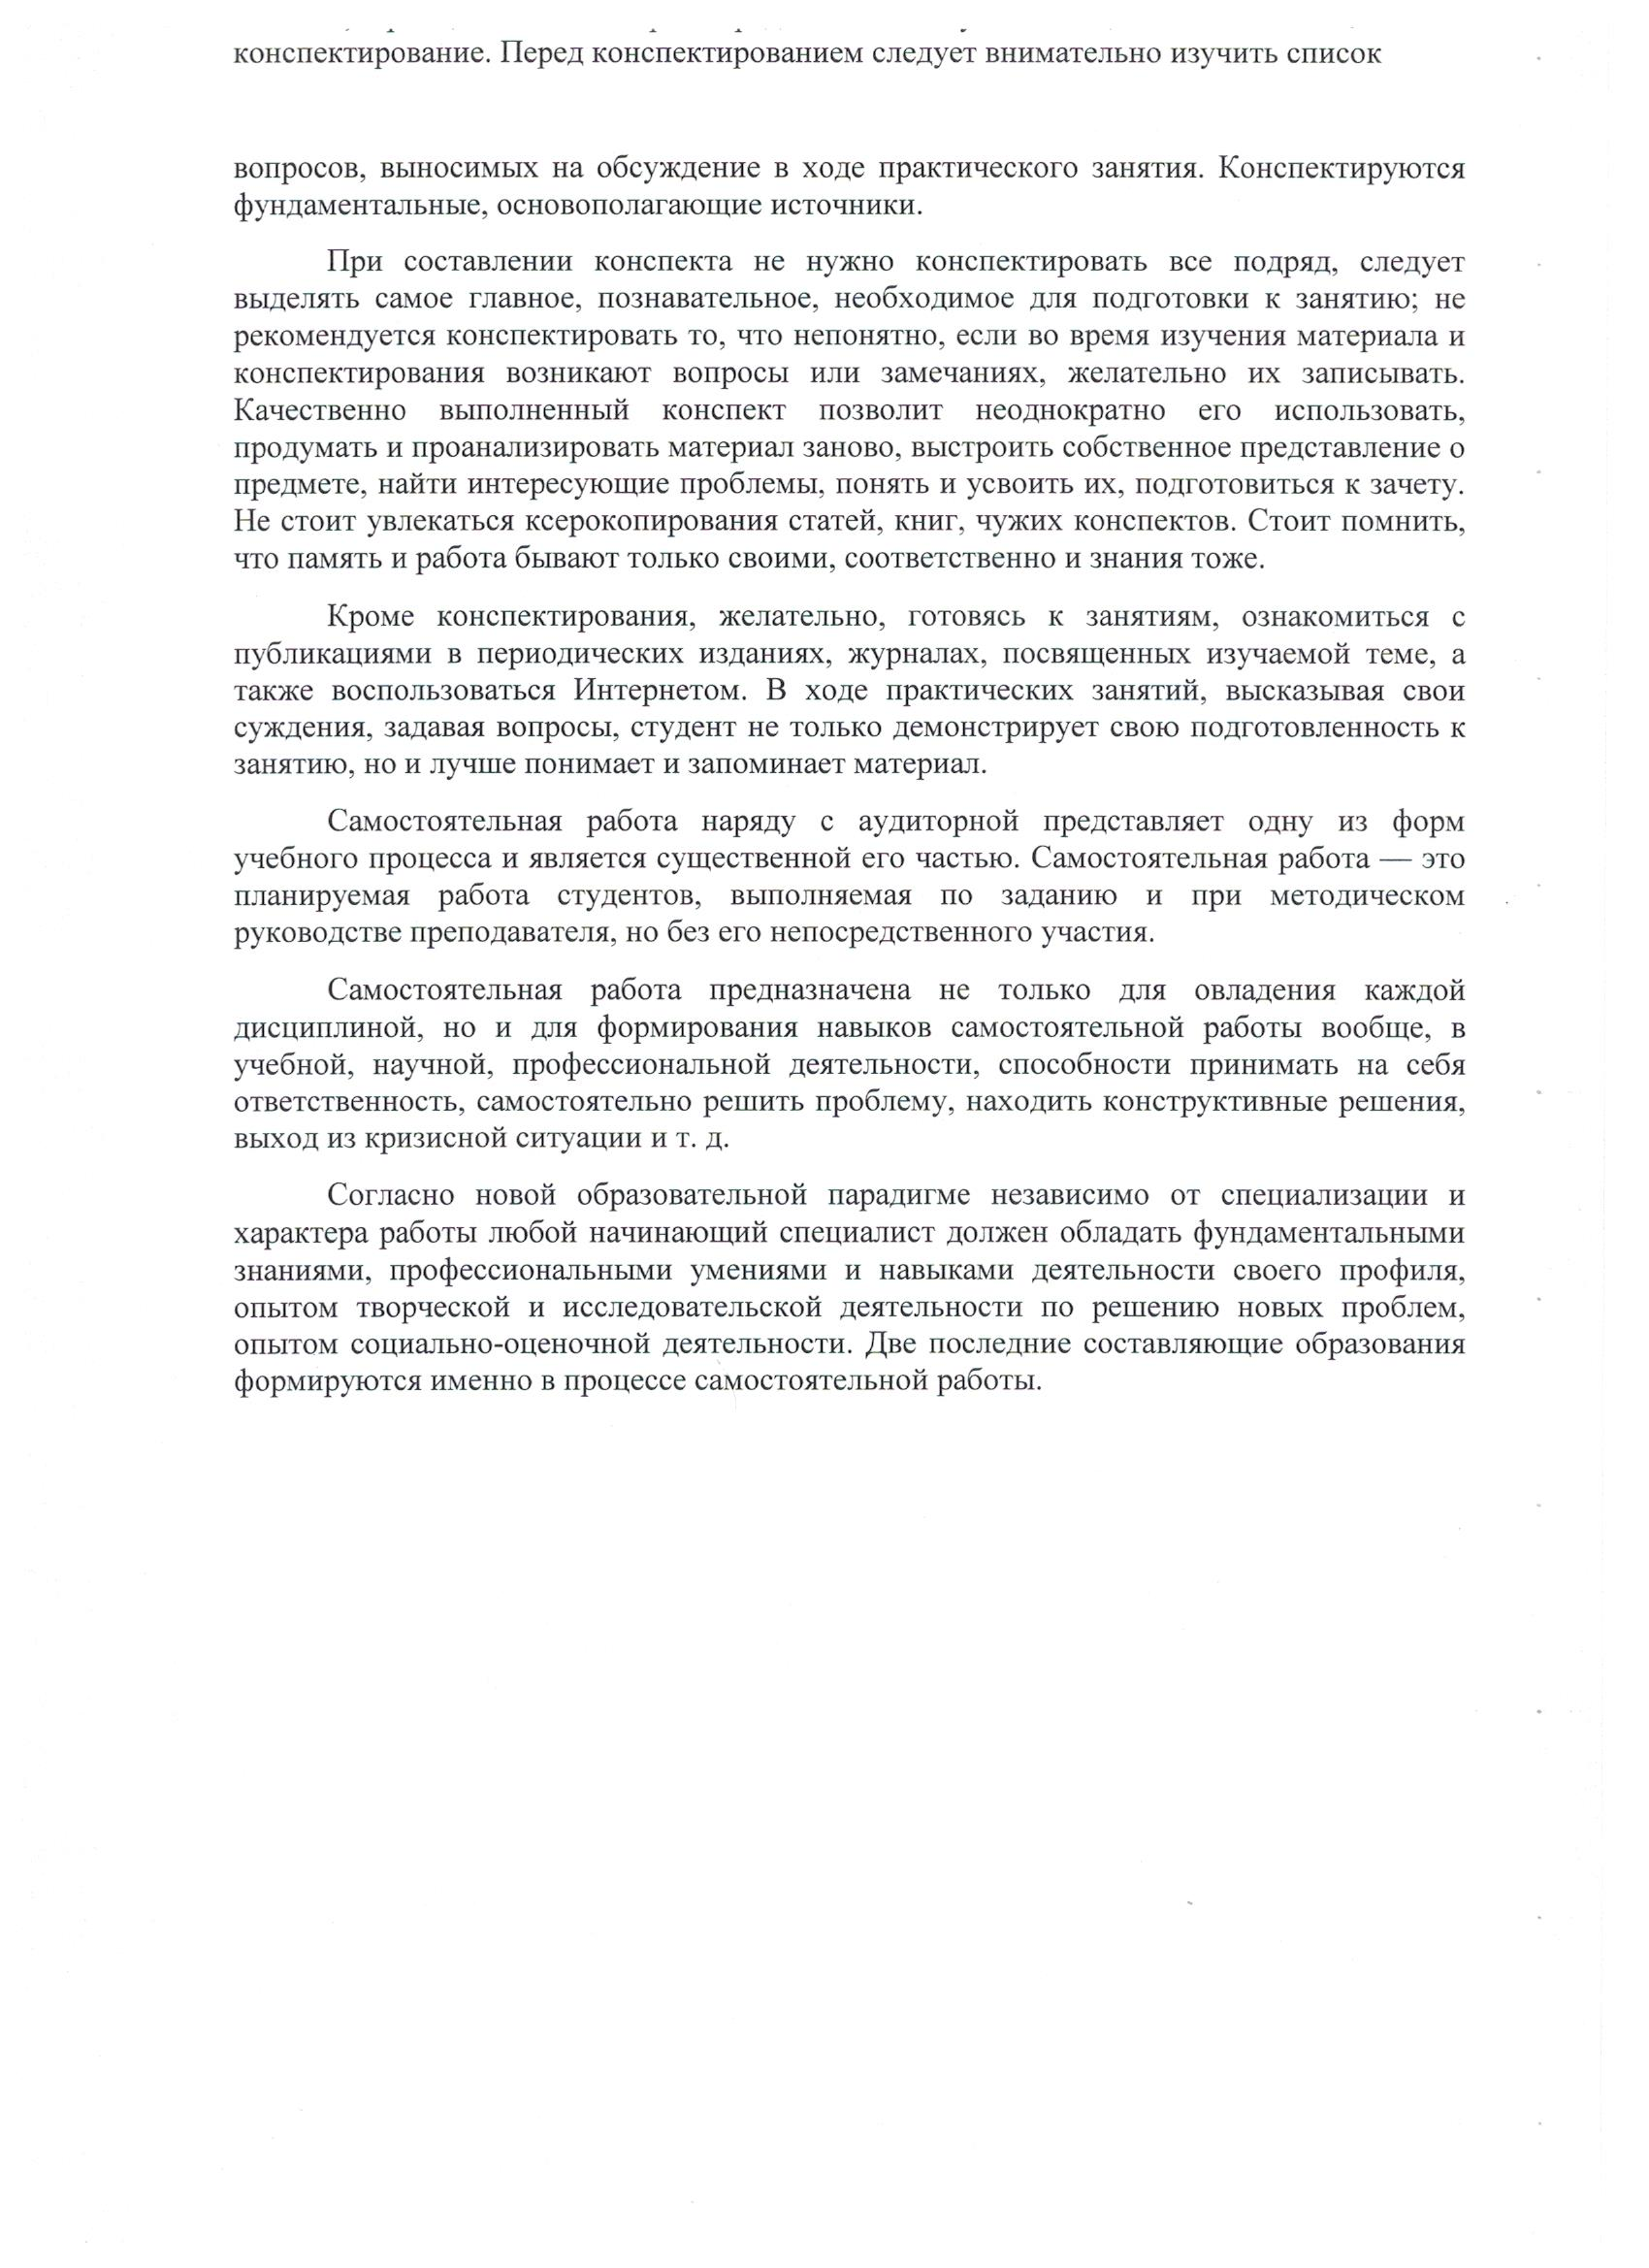 конспектирование. Перед конспектированием следует внимательно изучить список
вопросов, выносимых на обсуждение в ходе практического занятия. Конспектируются
фундаментальные, основополагающие источники.
При составлении конспекта не нужно конспектировать все подряд, следует
выделять самое главное, познавательное, необходимое для подготовки к занятию; не
рекомендуется конспектировать то, что непонятно, если во время изучения материала и
конспектирования возникают вопросы или замечаниях, желательно их записывать.
Качественно выполненный конспект позволит неоднократно его использовать,
продумать и проанализировать материал заново, выстроить собственное представление о
предмете, найти интересующие проблемы, понять и усвоить их, подготовиться к зачету.
Не стоит увлекаться ксерокопирования статей, книг, чужих конспектов. Стоит помнить,
что память и работа бывают только своими, соответственно и знания тоже.
Кроме конспектирования, желательно, готовясь к занятиям, ознакомиться с
публикациями в периодических изданиях, журналах, посвященных изучаемой теме, а
также воспользоваться Интернетом. В ходе практических занятий, высказывая свои
суждения, задавая вопросы, студент не только демонстрирует свою подготовленность к
занятию, но и лучше понимает и запоминает материал.
Самостоятельная работа наряду с аудиторной представляет одну из форм
учебного процесса и является существенной его частью. Самостоятельная работа — это
планируемая работа студентов, выполняемая по заданию и при методическом
руководстве преподавателя, но без его непосредственного участия.
Самостоятельная работа предназначена не только для овладения каждой
дисциплиной, но и для формирования навыков самостоятельной работы вообще, в
учебной, научной, профессиональной деятельности, способности принимать на себя
ответственность, самостоятельно решить проблему, находить конструктивные решения,
выход из кризисной ситуации и т. д.
Согласно новой образовательной парадигме независимо от специализации и
характера работы любой начинающий специалист должен обладать фундаментальными
знаниями, профессиональными умениями и навыками деятельности своего профиля,
опытом творческой и исследовательской деятельности по решению новых проблем,
опытом социально-оценочной деятельности. Две последние составляющие образования
формируются именно в процессе самостоятельной работы.